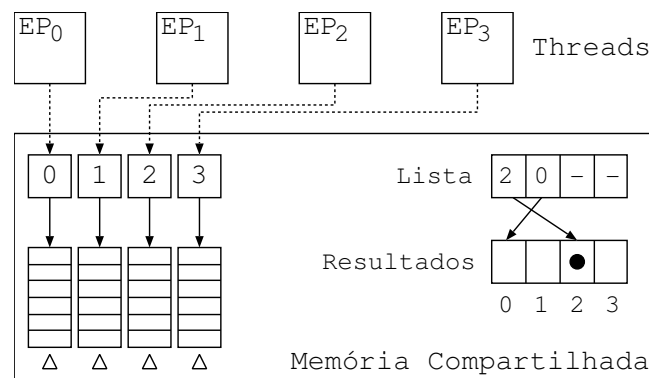 EP0 EP1 EP2 EP3
Threads
0 1 2 3
Lista 2 0 – –
Resultados
0 1 2 3
Memória Compartilhada